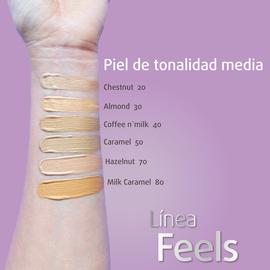 Piel de tonalidad media
Chestnut 20
Almond 30
Coffee n´milk 40
Caramel 50
Hazelnut 70
Milk Caramel 80
Línea
Feels